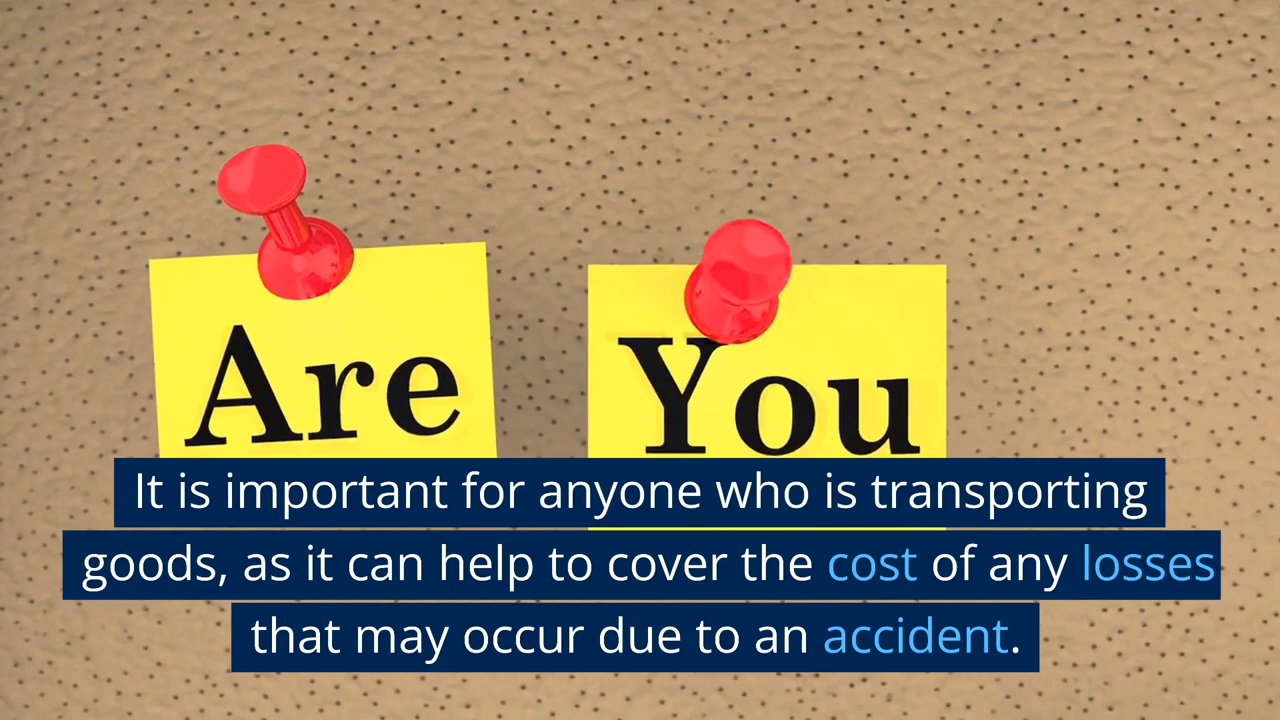 Are You
It is important for anyone who is transporting
goods, as it can help to cover the cost of any losses
that may occur due to an accident.